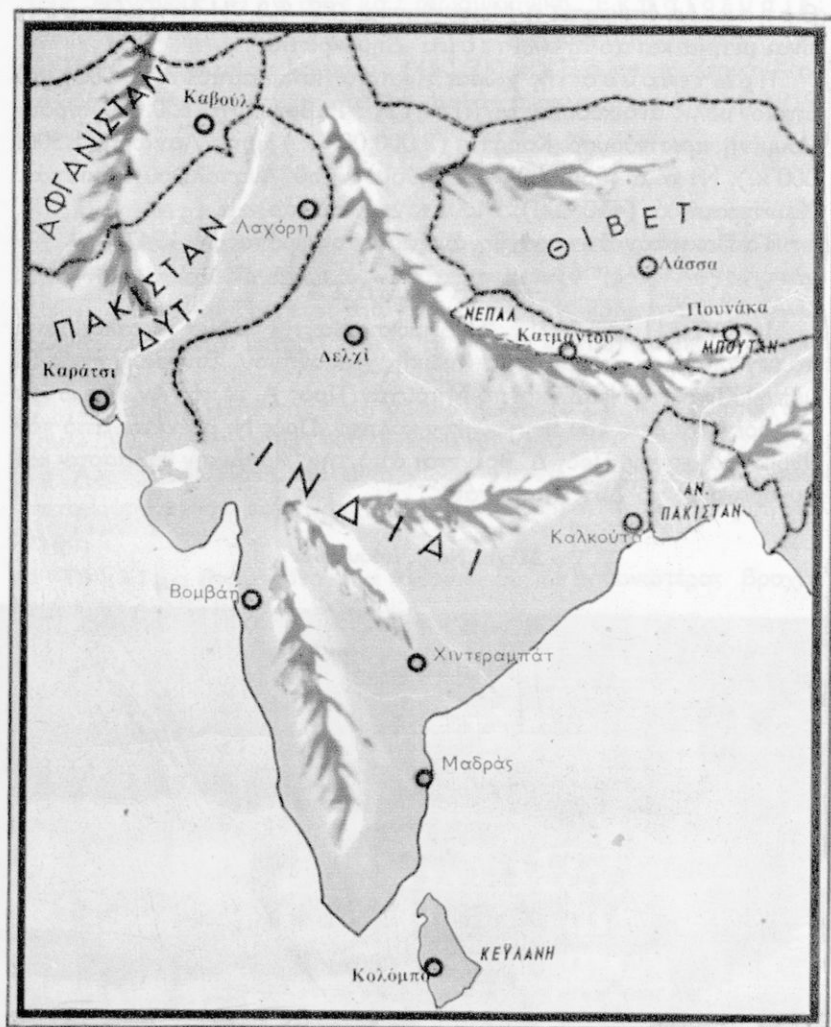 ΑΦΓΑΝΙΣΤΑΝ
Καβούλ
Λαχόρη
ΠΑΚΙΣΤΑΝ
ΔΥΤ.
Καράτσι
Δελχί
ΘΙΒΕΤ
Λάσσα
ΝΕΠΑΛ
Κατμαντού
Πουνάκα
ΜΠΟΥΤΑΝ
ΙΝΔΙΑΙ
ΑΝ.
ΠΑΚΙΣΤΑΝ
Καλκούτα
Βομβάη
Χιντεραμπάτ
Μαδράς
ΚΕΫΛΑΝΗ
Κολόμπο